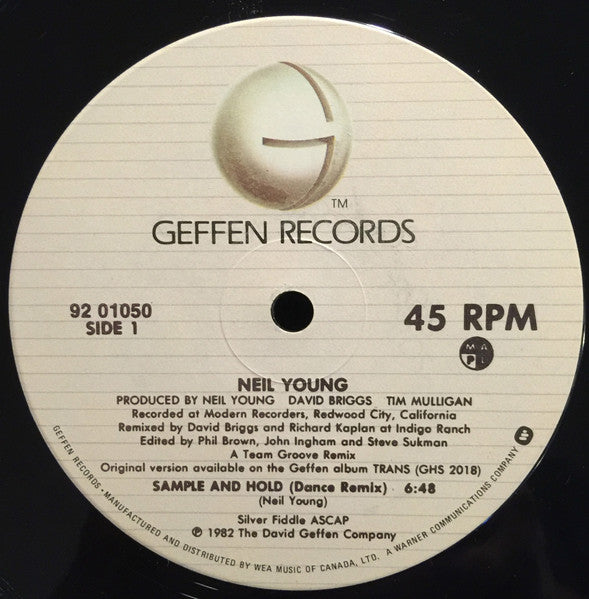 G
TM
GEFFEN RECORDS
92 01050
SIDE 1
45 RPM
M A
P L
NEIL YOUNG
PRODUCED BY NEIL YOUNG DAVID BRIGGS TIM MULLIGAN
Recorded at Modern Recorders, Redwood City, California
Remixed by David Briggs and Richard Kaplan at Indigo Ranch
Edited by Phil Brown, John Ingham and Steve Sukman
A Team Groove Remix
Original version available on the Geffen album TRANS (GHS 2018)
SAMPLE AND HOLD (Dance Remix) 6:48
(Neil Young)
Silver Fiddle ASCAP
℗ 1982 The David Geffen Company
GEFFEN RECORDS - MANUFACTURED AND DISTRIBUTED BY WEA MUSIC OF CANADA, LTD. A WARNER COMMUNICATIONS COMPANY